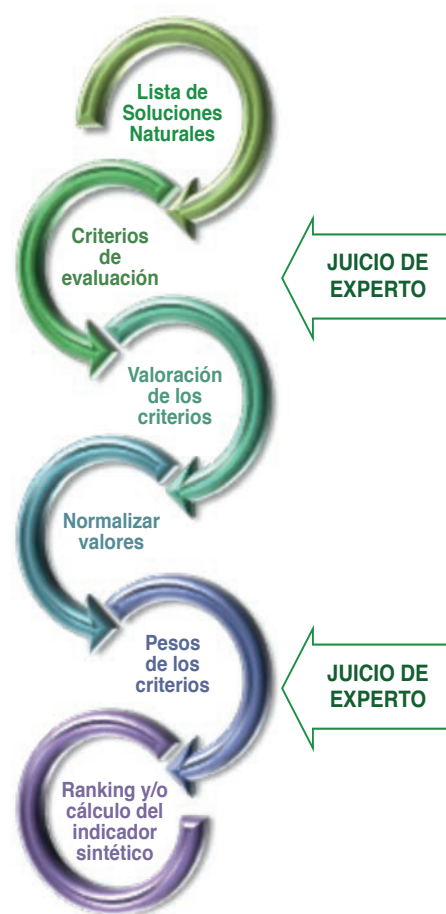 Lista de
Soluciones
Naturales
Criterios
de
evaluación
JUICIO DE
EXPERTO
Valoración
de los
criterios
Normalizar
valores
Pesos
de los
criterios
JUICIO DE
EXPERTO
Ranking y/o
cálculo del
indicador
sintético